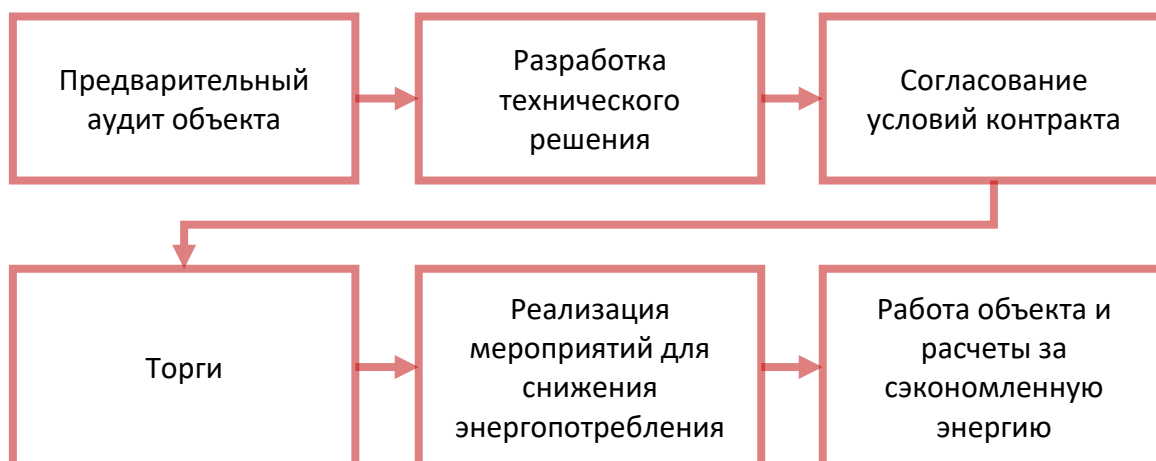 Предварительный
аудит объекта
Разработка
технического
решения
Согласование
условий контракта
Торги
Реализация
мероприятий для
снижения
энергопотребления
Работа объекта и
расчеты за
сэкономленную
энергию